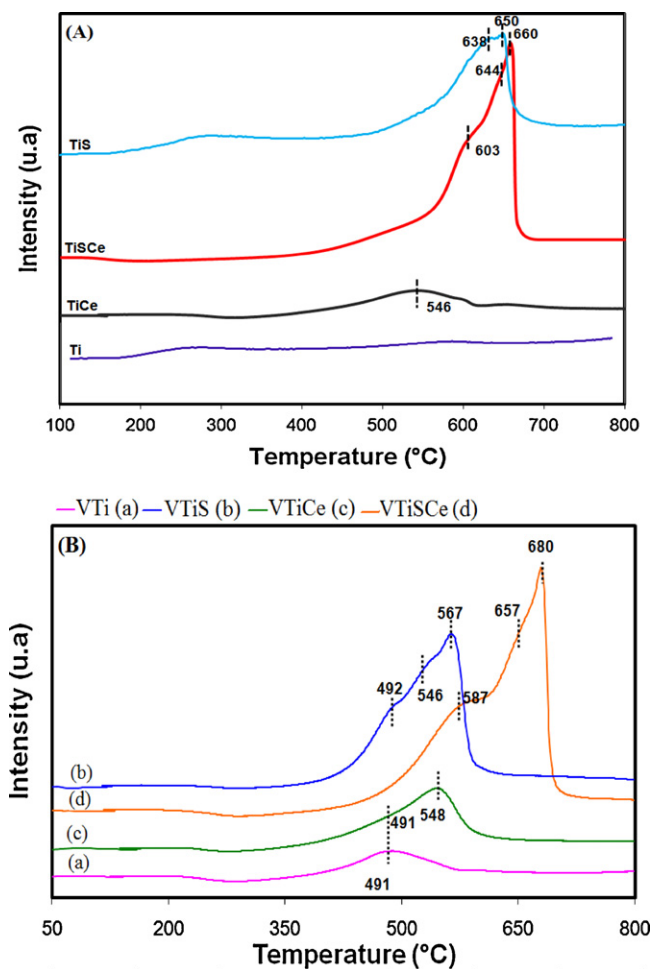 (A)
650
638
660
644
603
TiS
TiSCe
TiCe
546
Ti
Intensity (u.a)
100 200 300 400 500 600 700 800
Temperature (°C)
VTi (a) VTiS (b) VTiCe (c) VTiSCe (d)
(B)
680
567
657
492
546
587
(b)
(d)
491
548
(c)
(a)
491
Intensity (u.a)
50 200 350 500 650 800
Temperature (°C)